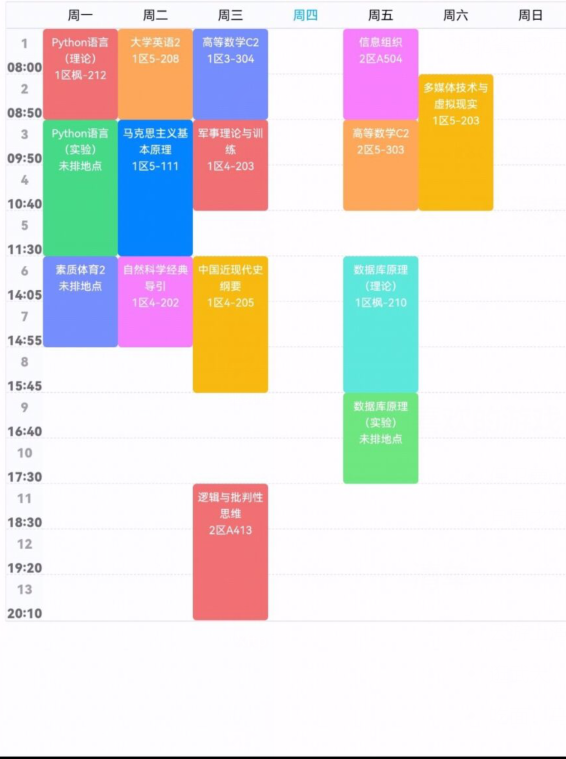 周一 周二 周三 周四 周五 周六 周日
1
08:00
2
08:50
3
09:50
4
10:40
5
11:30
6
14:05
7
14:55
8
15:45
9
16:40
10
17:30
11
18:30
12
19:20
13
20:10
Python语言
（理论）
1区枫-212
Python语言
（实验）
未排地点
素质体育2
未排地点
大学英语2
1区5-208
马克思主义基
本原理
1区5-111
自然科学经典
导引
1区4-202
高等数学C2
1区3-304
军事理论与训
练
1区4-203
中国近现代史
纲要
1区4-205
逻辑与批判性
思维
2区A413
信息组织
2区A504
高等数学C2
2区5-303
数据库原理
（理论）
1区枫-210
数据库原理
（实验）
未排地点
多媒体技术与
虚拟现实
1区5-203